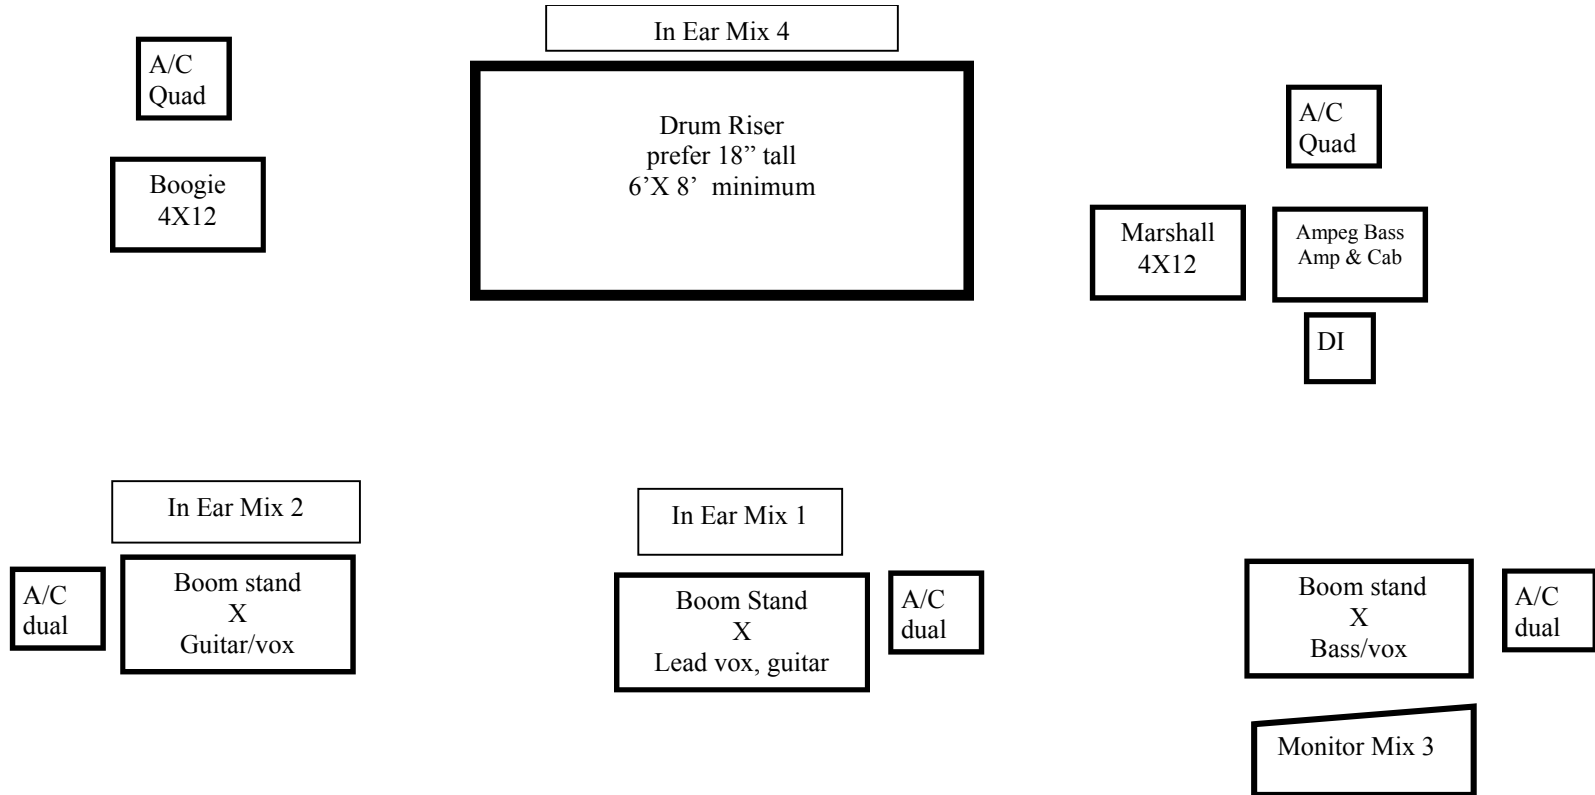 In Ear Mix 4
A/C
Quad
Drum Riser
prefer 18” tall
6’X 8’ minimum
A/C
Quad
Boogie
4X12
Marshall
4X12
Ampeg Bass
Amp & Cab
DI
In Ear Mix 2
In Ear Mix 1
A/C
dual
Boom stand
X
Guitar/vox
Boom Stand
X
Lead vox, guitar
A/C
dual
Boom stand
X
Bass/vox
A/C
dual
Monitor Mix 3